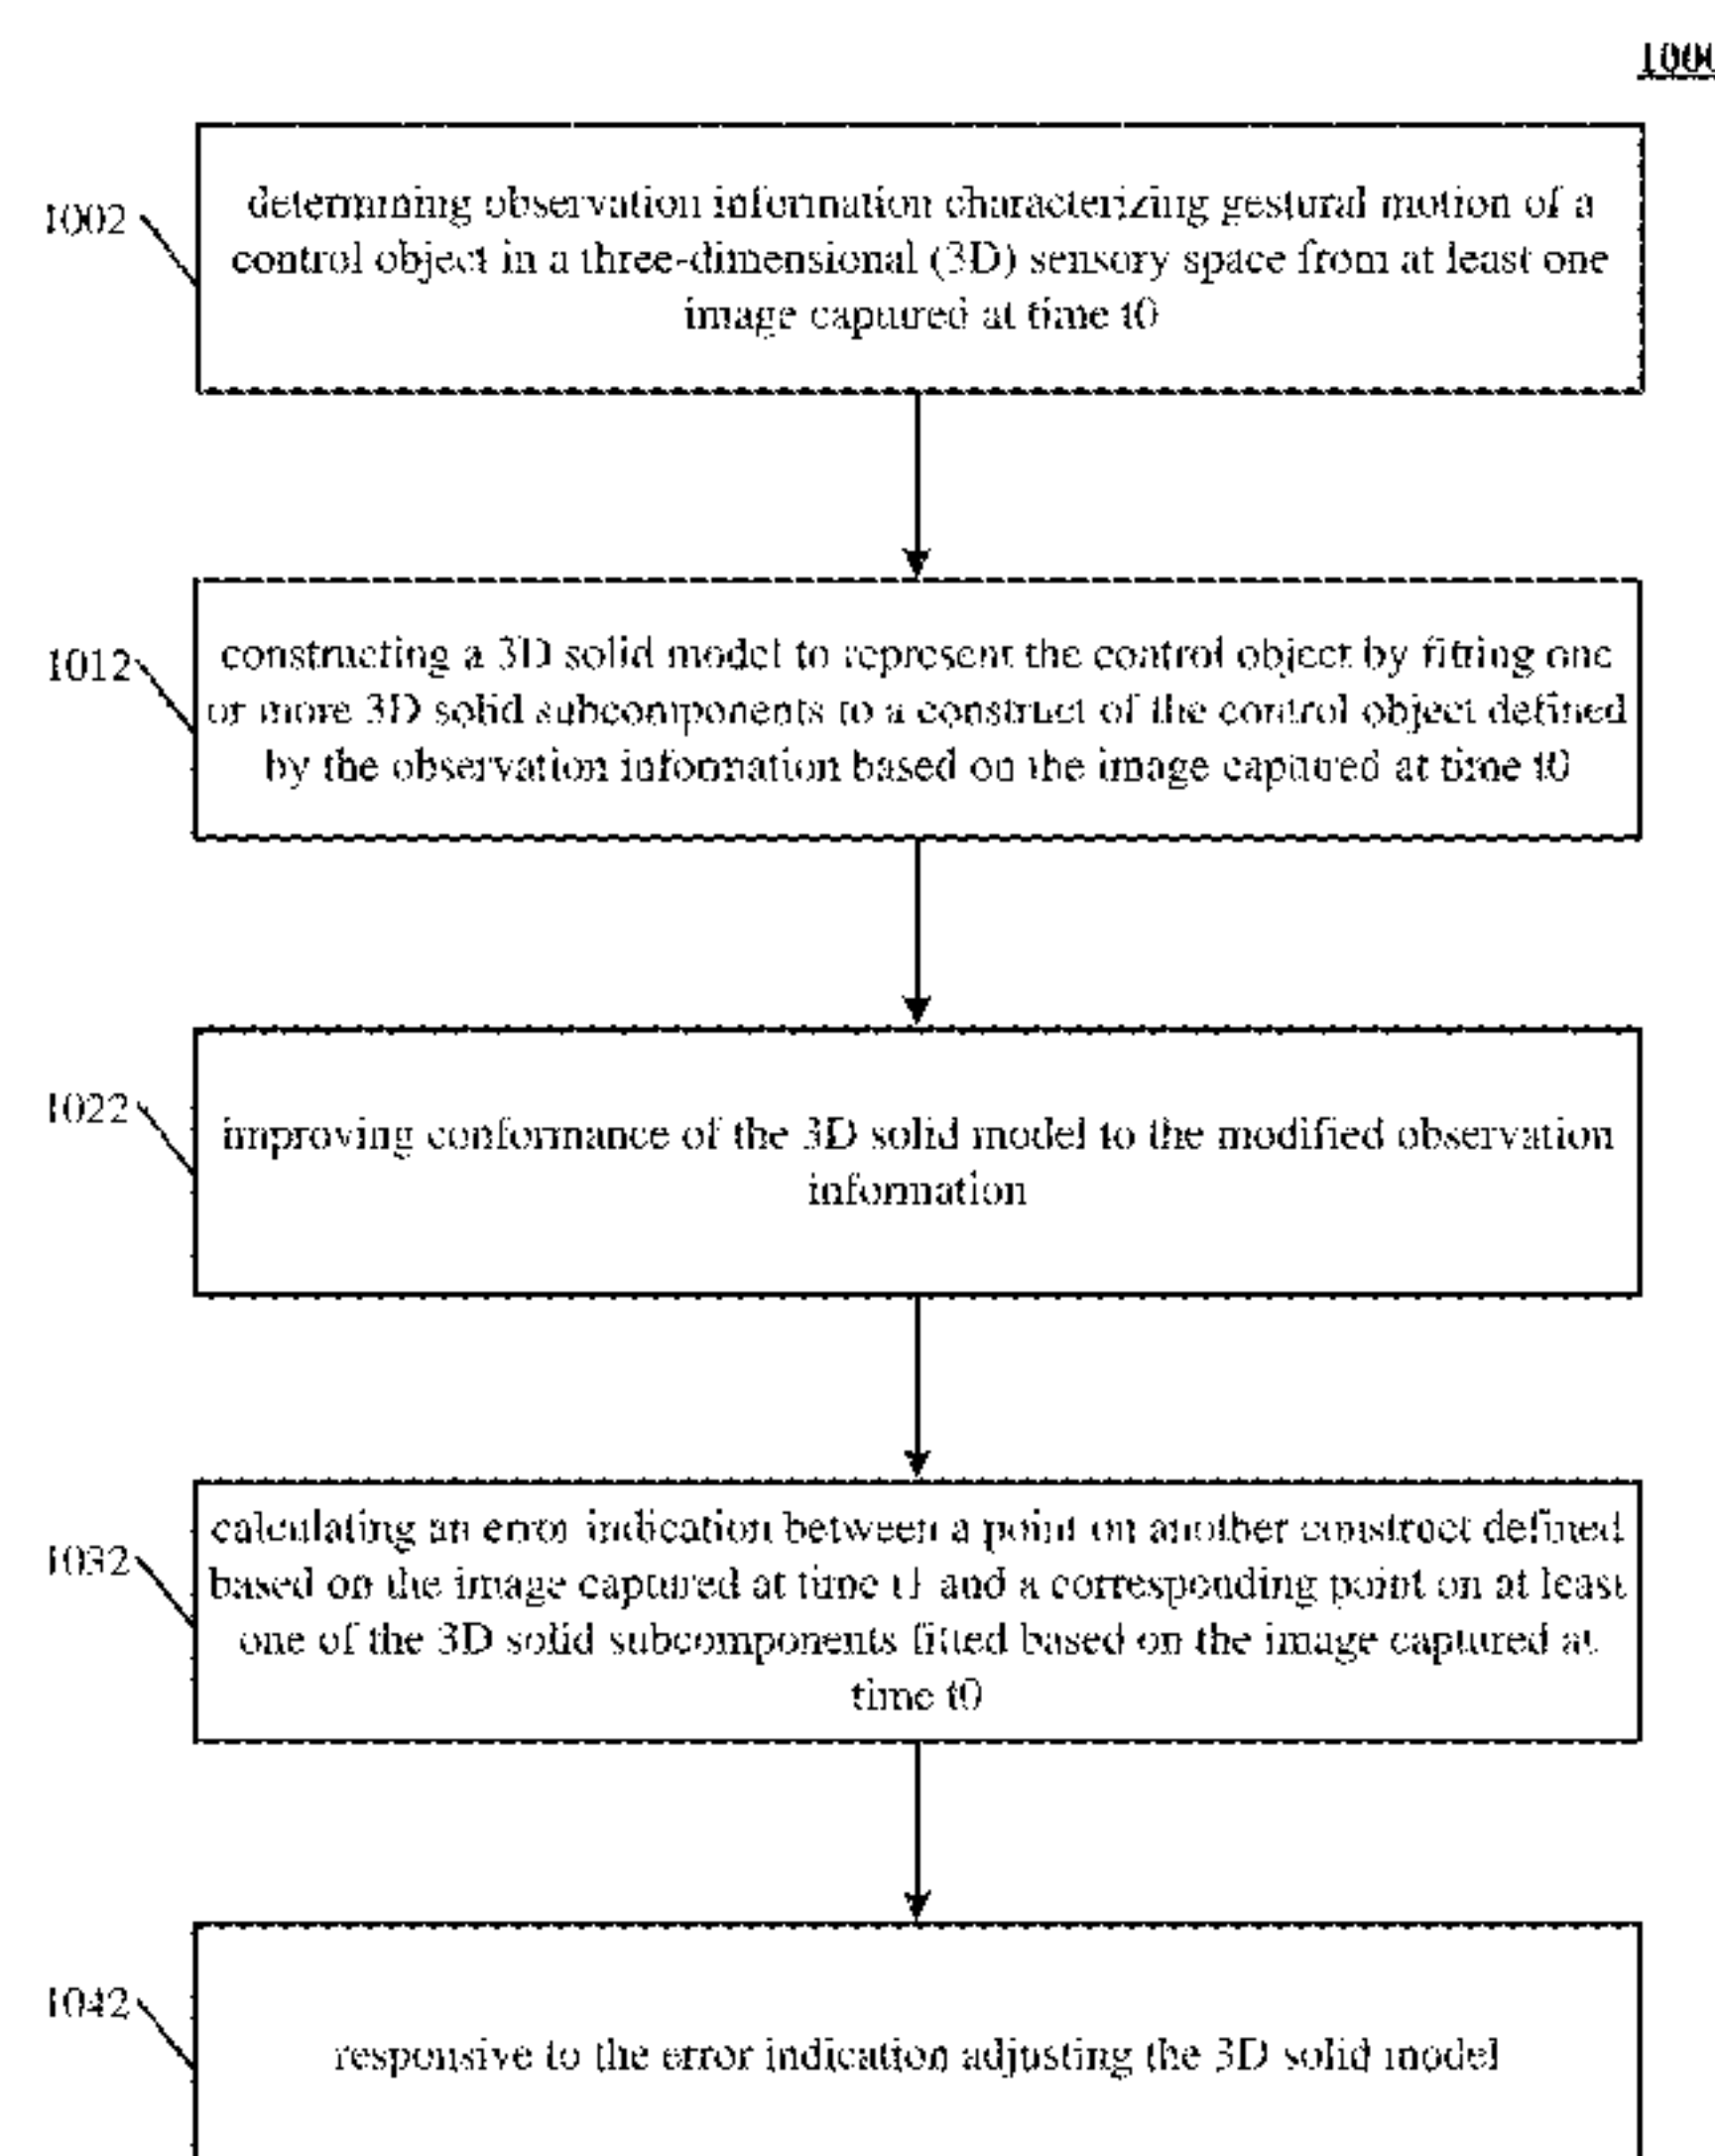 1000
1002
determining observation information characterizing gestural motion of a
control object in a three-dimensional (3D) sensory space from at least one
image captured at time t0
1012
constructing a 3D solid model to represent the control object by fitting one
or more 3D solid subcomponents to a construct of the control object defined
by the observation information based on the image captured at time t0
1022
improving conformance of the 3D solid model to the modified observation
information
1032
calculating an error indication between a point on another construct defined
based on the image captured at time t1 and a corresponding point on at least
one of the 3D solid subcomponents fitted based on the image captured at
time t0
1042
responsive to the error indication adjusting the 3D solid model